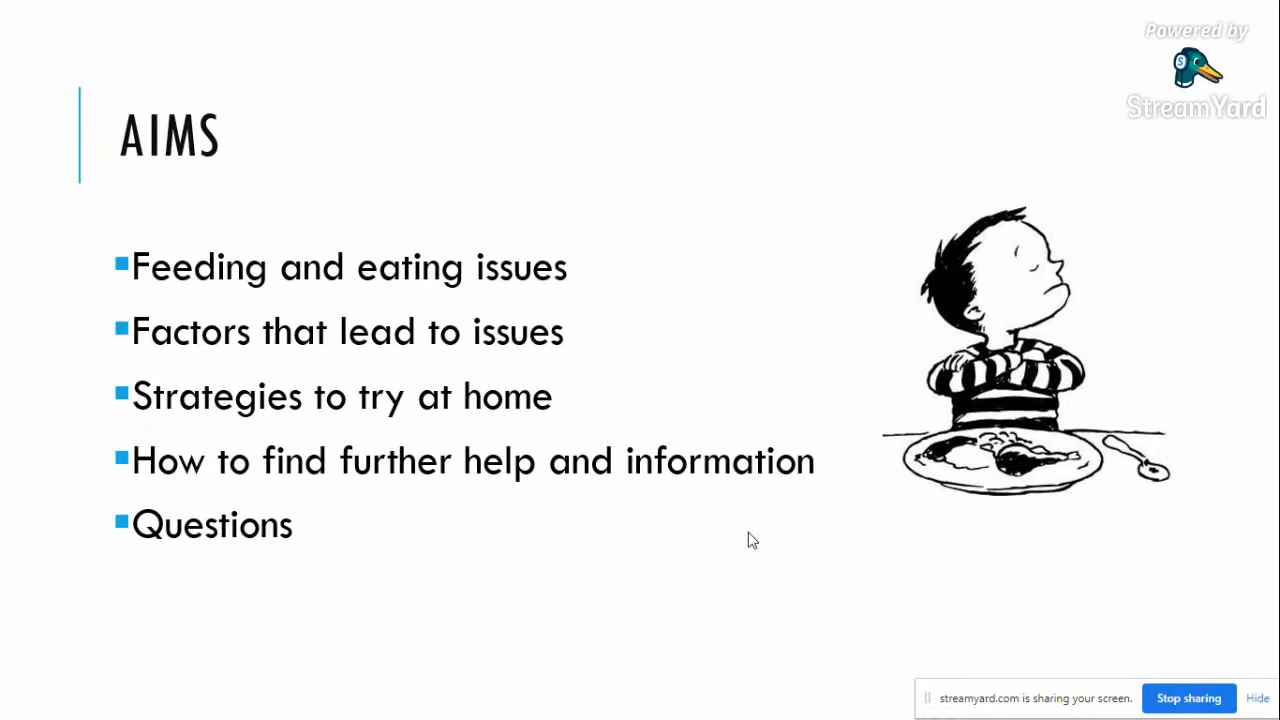 Powered by
StreamYard
AIMS
Feeding and eating issues
Factors that lead to issues
Strategies to try at home
How to find further help and information
Questions
streamyard.com is sharing your screen.
Stop sharing
Hide